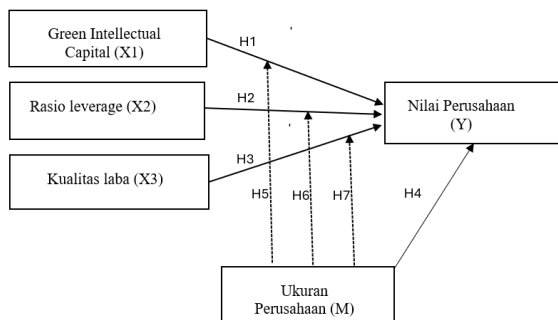 Green Intellectual
Capital (X1)
H1
Rasio leverage (X2)
H2
Nilai Perusahaan
(Y)
Kualitas laba (X3)
H3
H5
H6
H7
H4
Ukuran
Perusahaan (M)